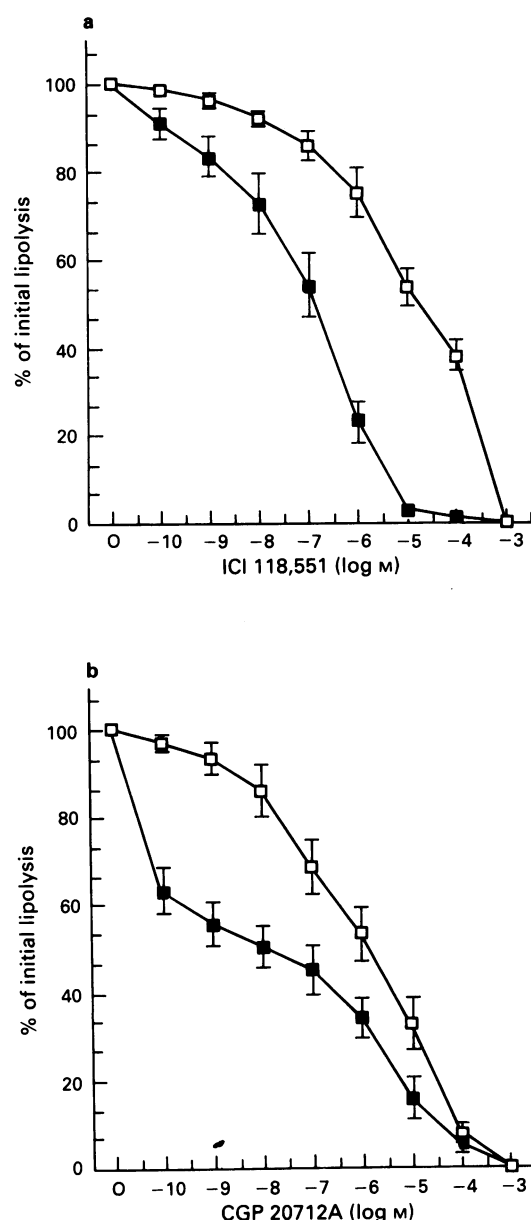 a
100
80
60
40
20
0
% of initial lipolysis
O −10 −9 −8 −7 −6 −5 −4 −3
ICI 118,551 (log M)
b
100
80
60
40
20
0
% of initial lipolysis
O −10 −9 −8 −7 −6 −5 −4 −3
CGP 20712A (log M)